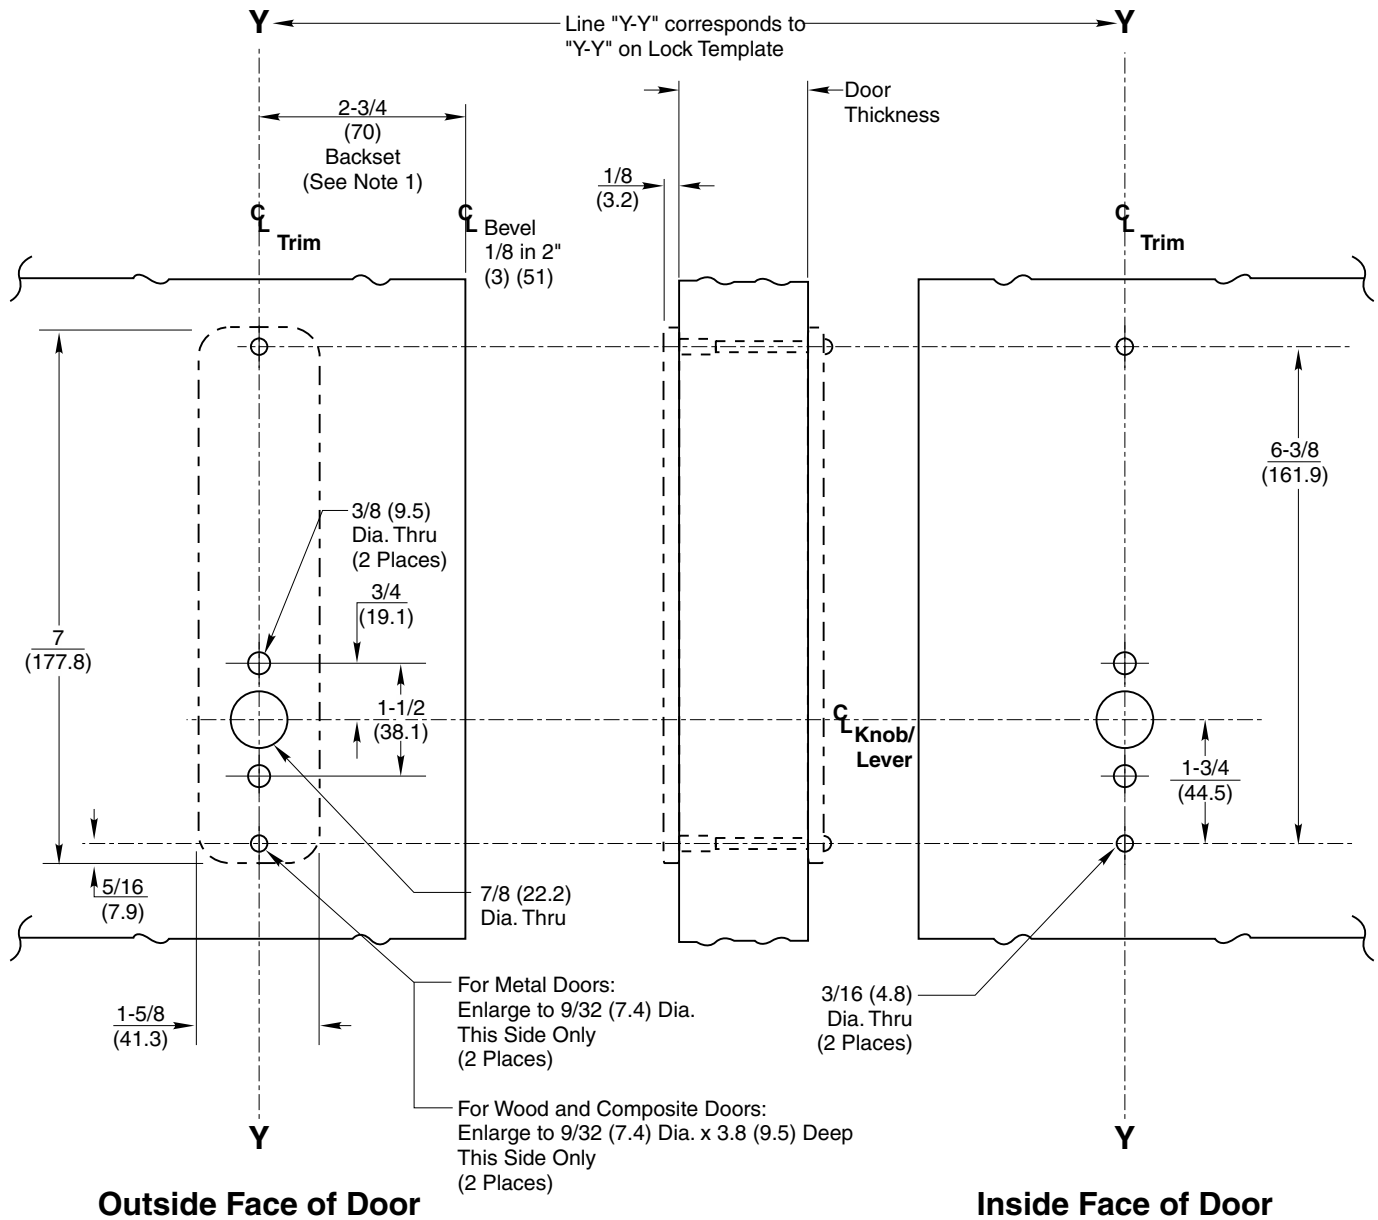 Y
Line "Y-Y" corresponds to
"Y-Y" on Lock Template
Y
2-3/4
(70)
Backset
(See Note 1)
Door
Thickness
1/8
(3.2)
CL Trim
CL Bevel
1/8 in 2"
(3) (51)
CL Trim
3/8 (9.5)
Dia. Thru
(2 Places)
3/4
(19.1)
7
(177.8)
1-1/2
(38.1)
6-3/8
(161.9)
CL Knob/
Lever
1-3/4
(44.5)
5/16
(7.9)
7/8 (22.2)
Dia. Thru
1-5/8
(41.3)
For Metal Doors:
Enlarge to 9/32 (7.4) Dia.
This Side Only
(2 Places)
3/16 (4.8)
Dia. Thru
(2 Places)
For Wood and Composite Doors:
Enlarge to 9/32 (7.4) Dia. x 3.8 (9.5) Deep
This Side Only
(2 Places)
Y
Y
Outside Face of Door
Inside Face of Door